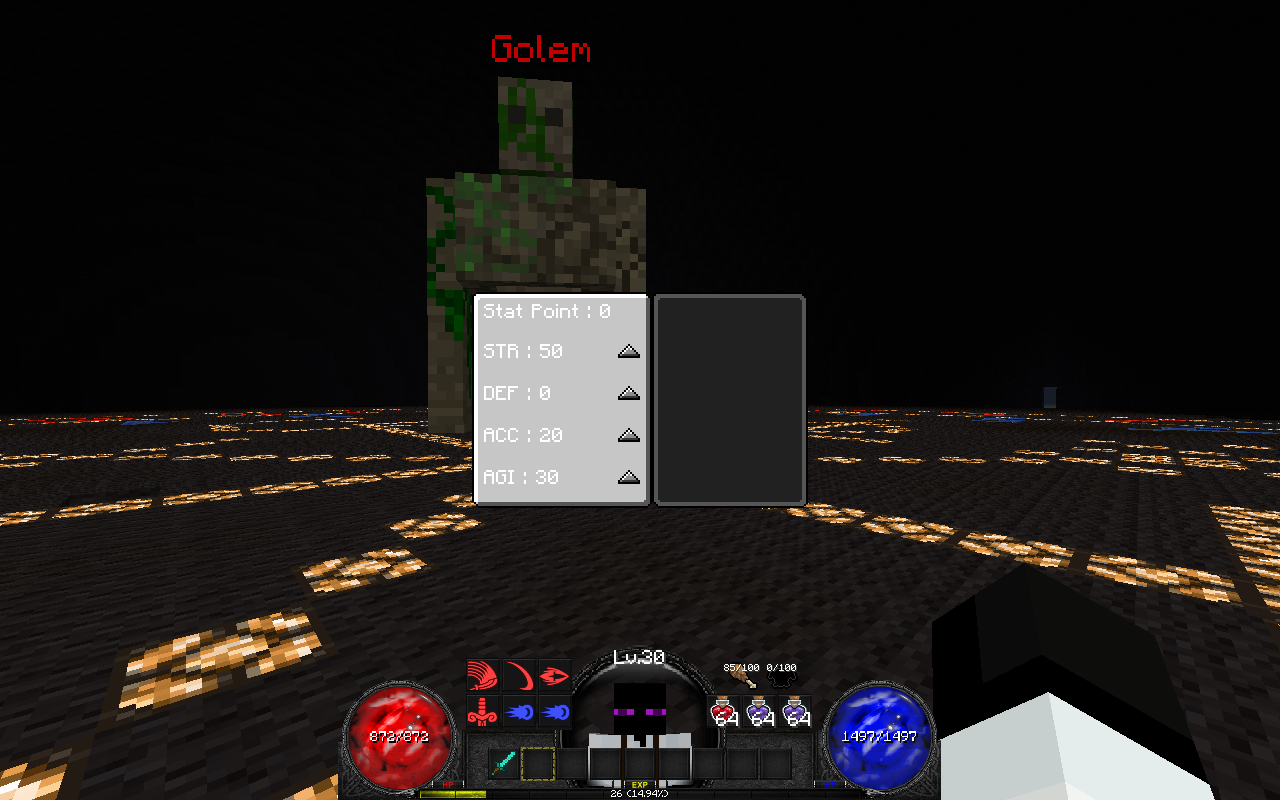 Golem
Stat Point : 0
STR : 50
DEF : 0
ACC : 20
AGI : 30
Lv.30
85/100 0/100
64 64 64
872/872
1497/1497
HP
EXP
26 (14.94%)